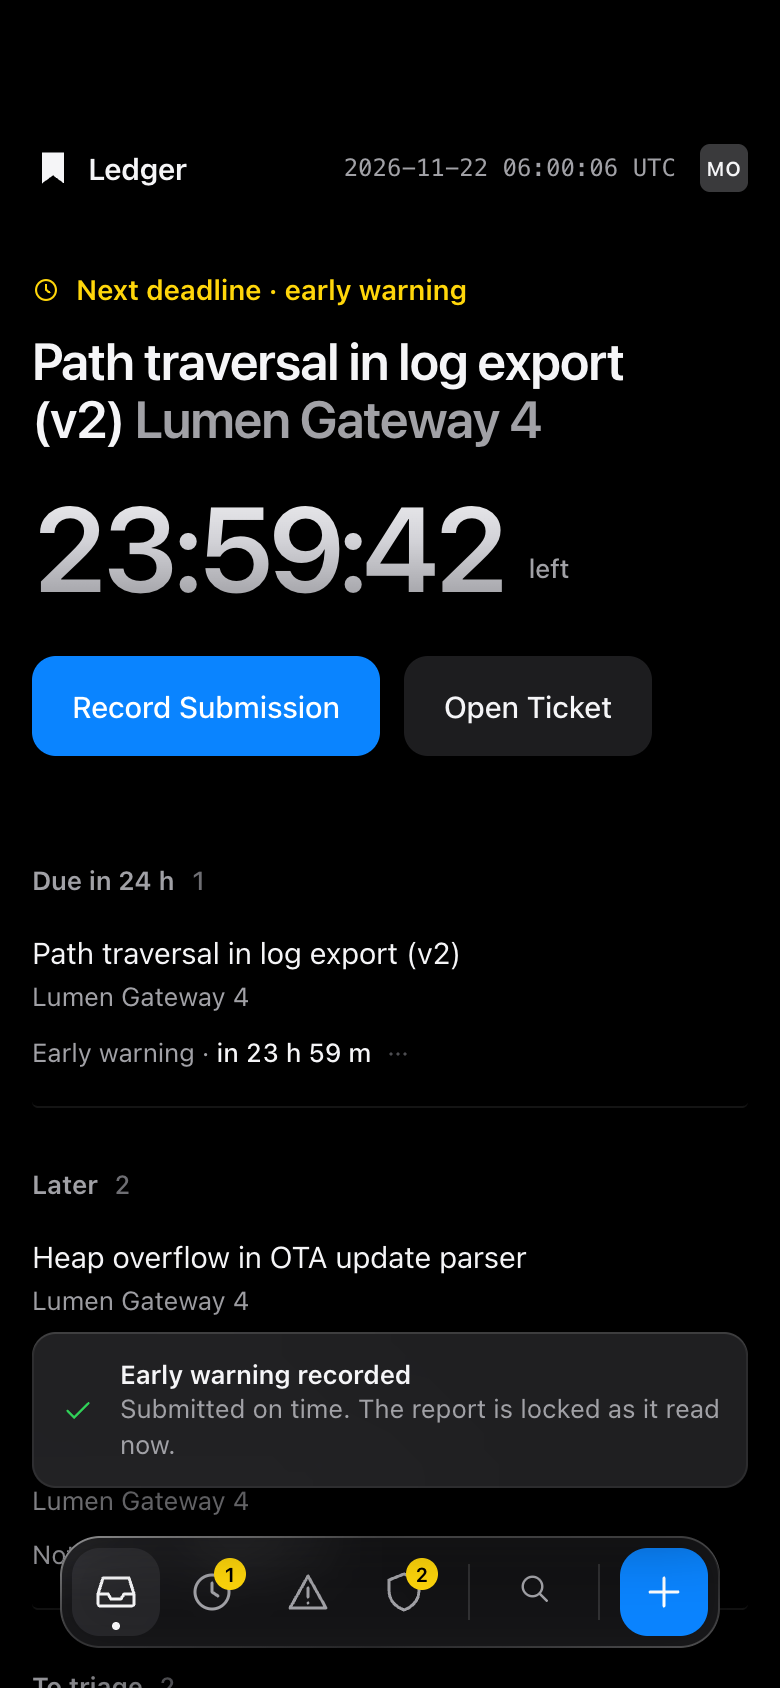 Ledger
2026-11-22 06:00:06 UTC
MO
Next deadline · early warning
Path traversal in log export
(v2) Lumen Gateway 4
23:59:42 left
Record Submission
Open Ticket
Due in 24 h 1
Path traversal in log export (v2)
Lumen Gateway 4
Early warning · in 23 h 59 m ···
Later 2
Heap overflow in OTA update parser
Lumen Gateway 4
Early warning recorded
Submitted on time. The report is locked as it read
now.
Lumen Gateway 4
1
2
To triage 2